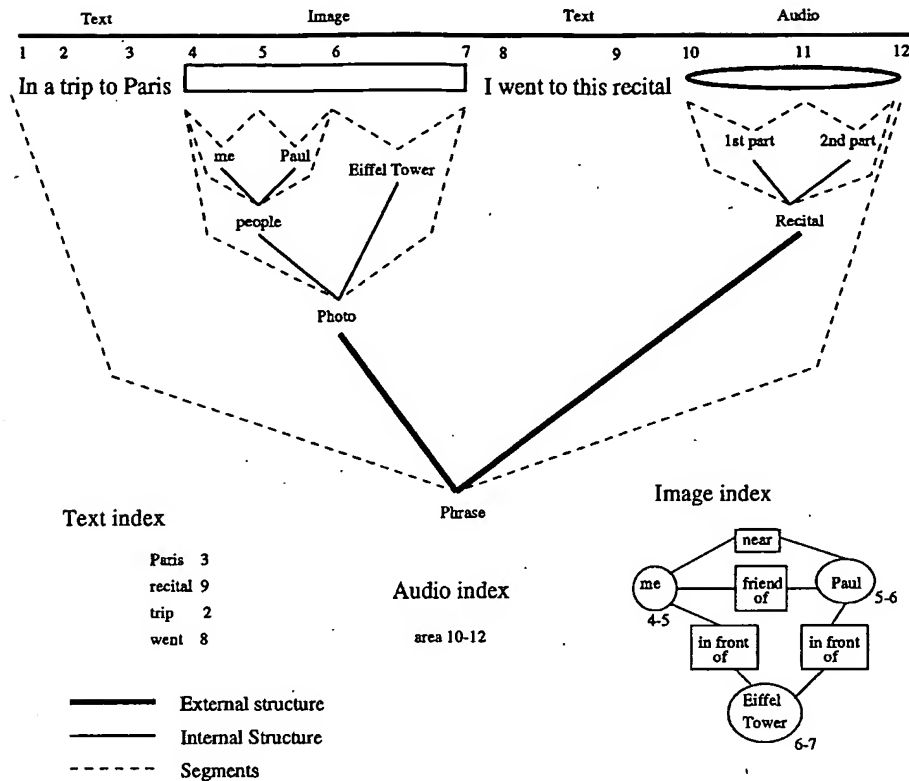 Text Image Text Audio
1 2 3 4 5 6 7 8 9 10 11 12
In a trip to Paris I went to this recital
me Paul Eiffel Tower 1st part 2nd part
people Recital
Photo
Phrase
Text index
Paris 3
recital 9
trip 2
went 8
Audio index
area 10-12
Image index
near
me friend of Paul
4-5 5-6
in front of in front of
Eiffel Tower
6-7
External structure
Internal Structure
Segments